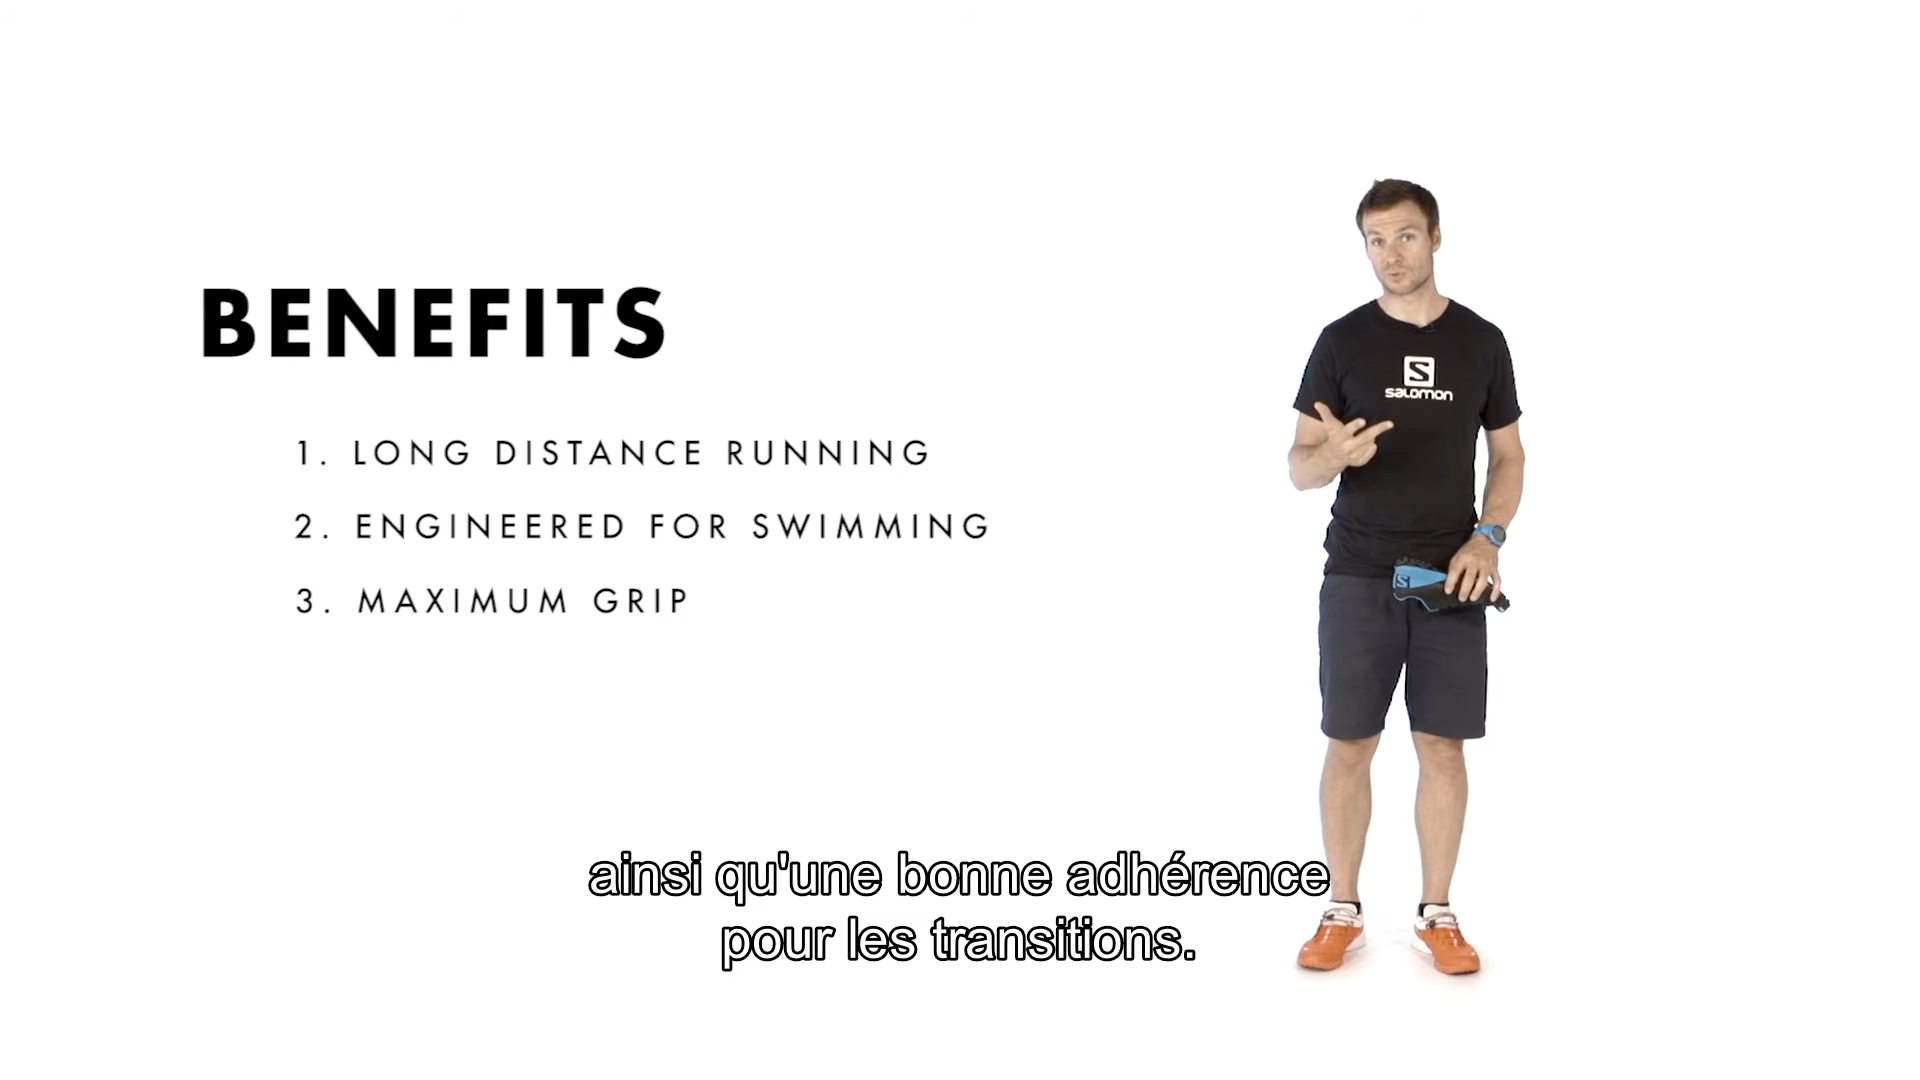 BENEFITS
1. LONG DISTANCE RUNNING
2. ENGINEERED FOR SWIMMING
3. MAXIMUM GRIP
S
salomon
S
ainsi qu'une bonne adhérence
pour les transitions.